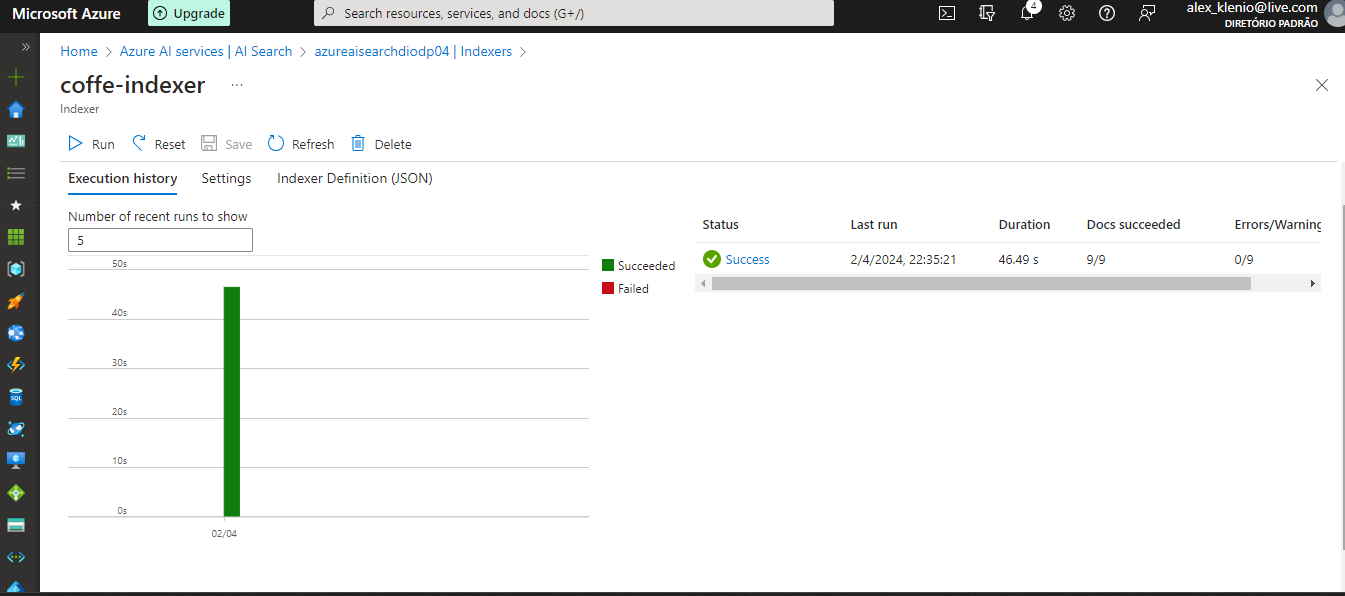 Microsoft Azure
Upgrade
Search resources, services, and docs (G+/)
4
alex_klenio@live.com
DIRETÓRIO PADRÃO
Home > Azure AI services | AI Search > azureaisearchdiodp04 | Indexers >
coffe-indexer ...
Indexer
Run Reset Save Refresh Delete
Execution history Settings Indexer Definition (JSON)
Number of recent runs to show
5
50s
40s
30s
20s
10s
0s
02/04
Succeeded
Failed
Status Last run Duration Docs succeeded Errors/Warning
Success 2/4/2024, 22:35:21 46.49 s 9/9 0/9
SQL